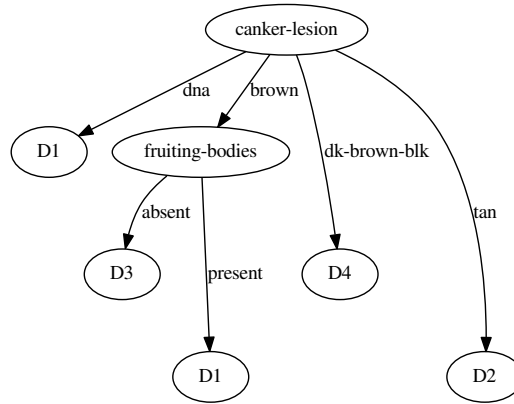 canker-lesion
dna
brown
D1
fruiting-bodies
dk-brown-blk
absent
tan
D3
present
D4
D1
D2